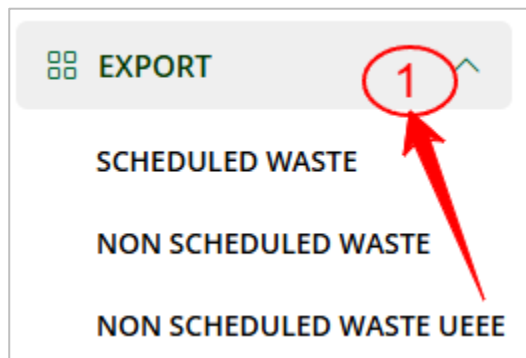 EXPORT 1
SCHEDULED WASTE
NON SCHEDULED WASTE
NON SCHEDULED WASTE UEEE